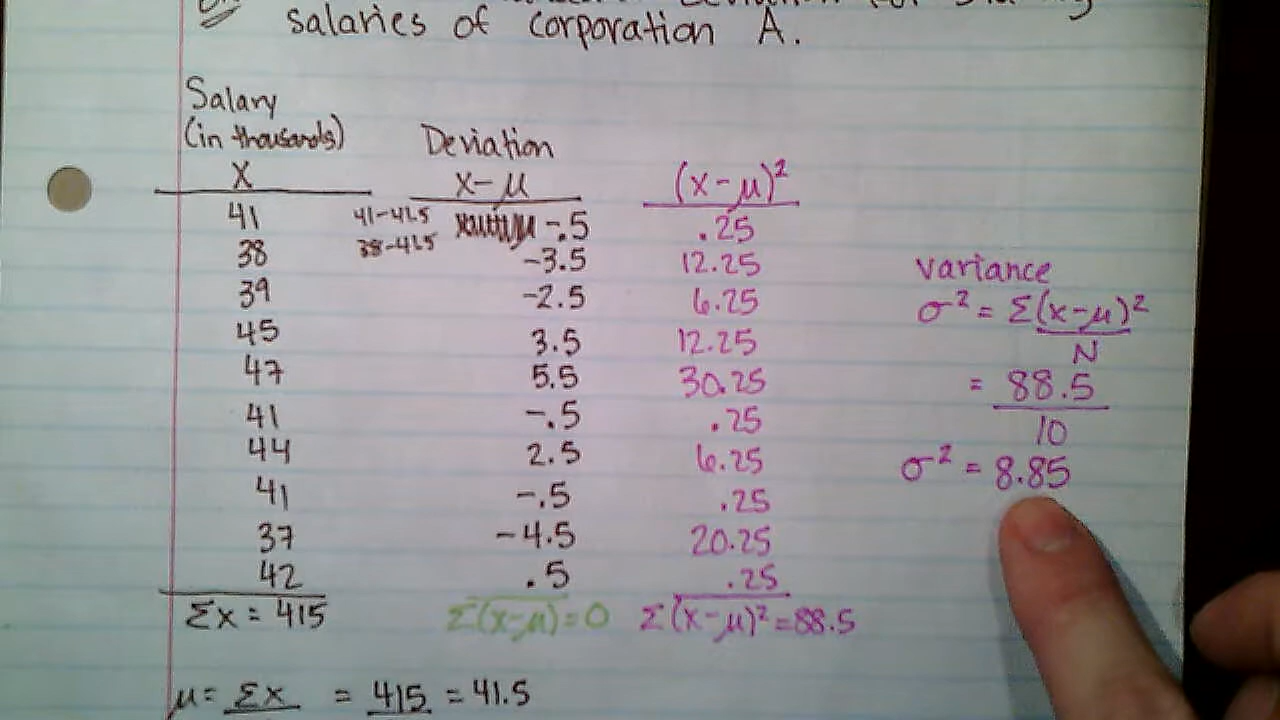 salaries of Corporation A.
Salary
(in thousands) Deviation
X X-μ (x-μ)²
41 41-41.5 -.5 .25
38 38-41.5 -3.5 12.25
39 -2.5 6.25
45 3.5 12.25
47 5.5 30.25
41 -.5 .25
44 2.5 6.25
41 -.5 .25
37 -4.5 20.25
42 .5 .25
Σx = 415 Σ(x-μ)=0 Σ(x-μ)²=88.5
μ= Σx = 415 = 41.5
variance
σ² = Σ(x-μ)²
N
= 88.5
10
σ² = 8.85